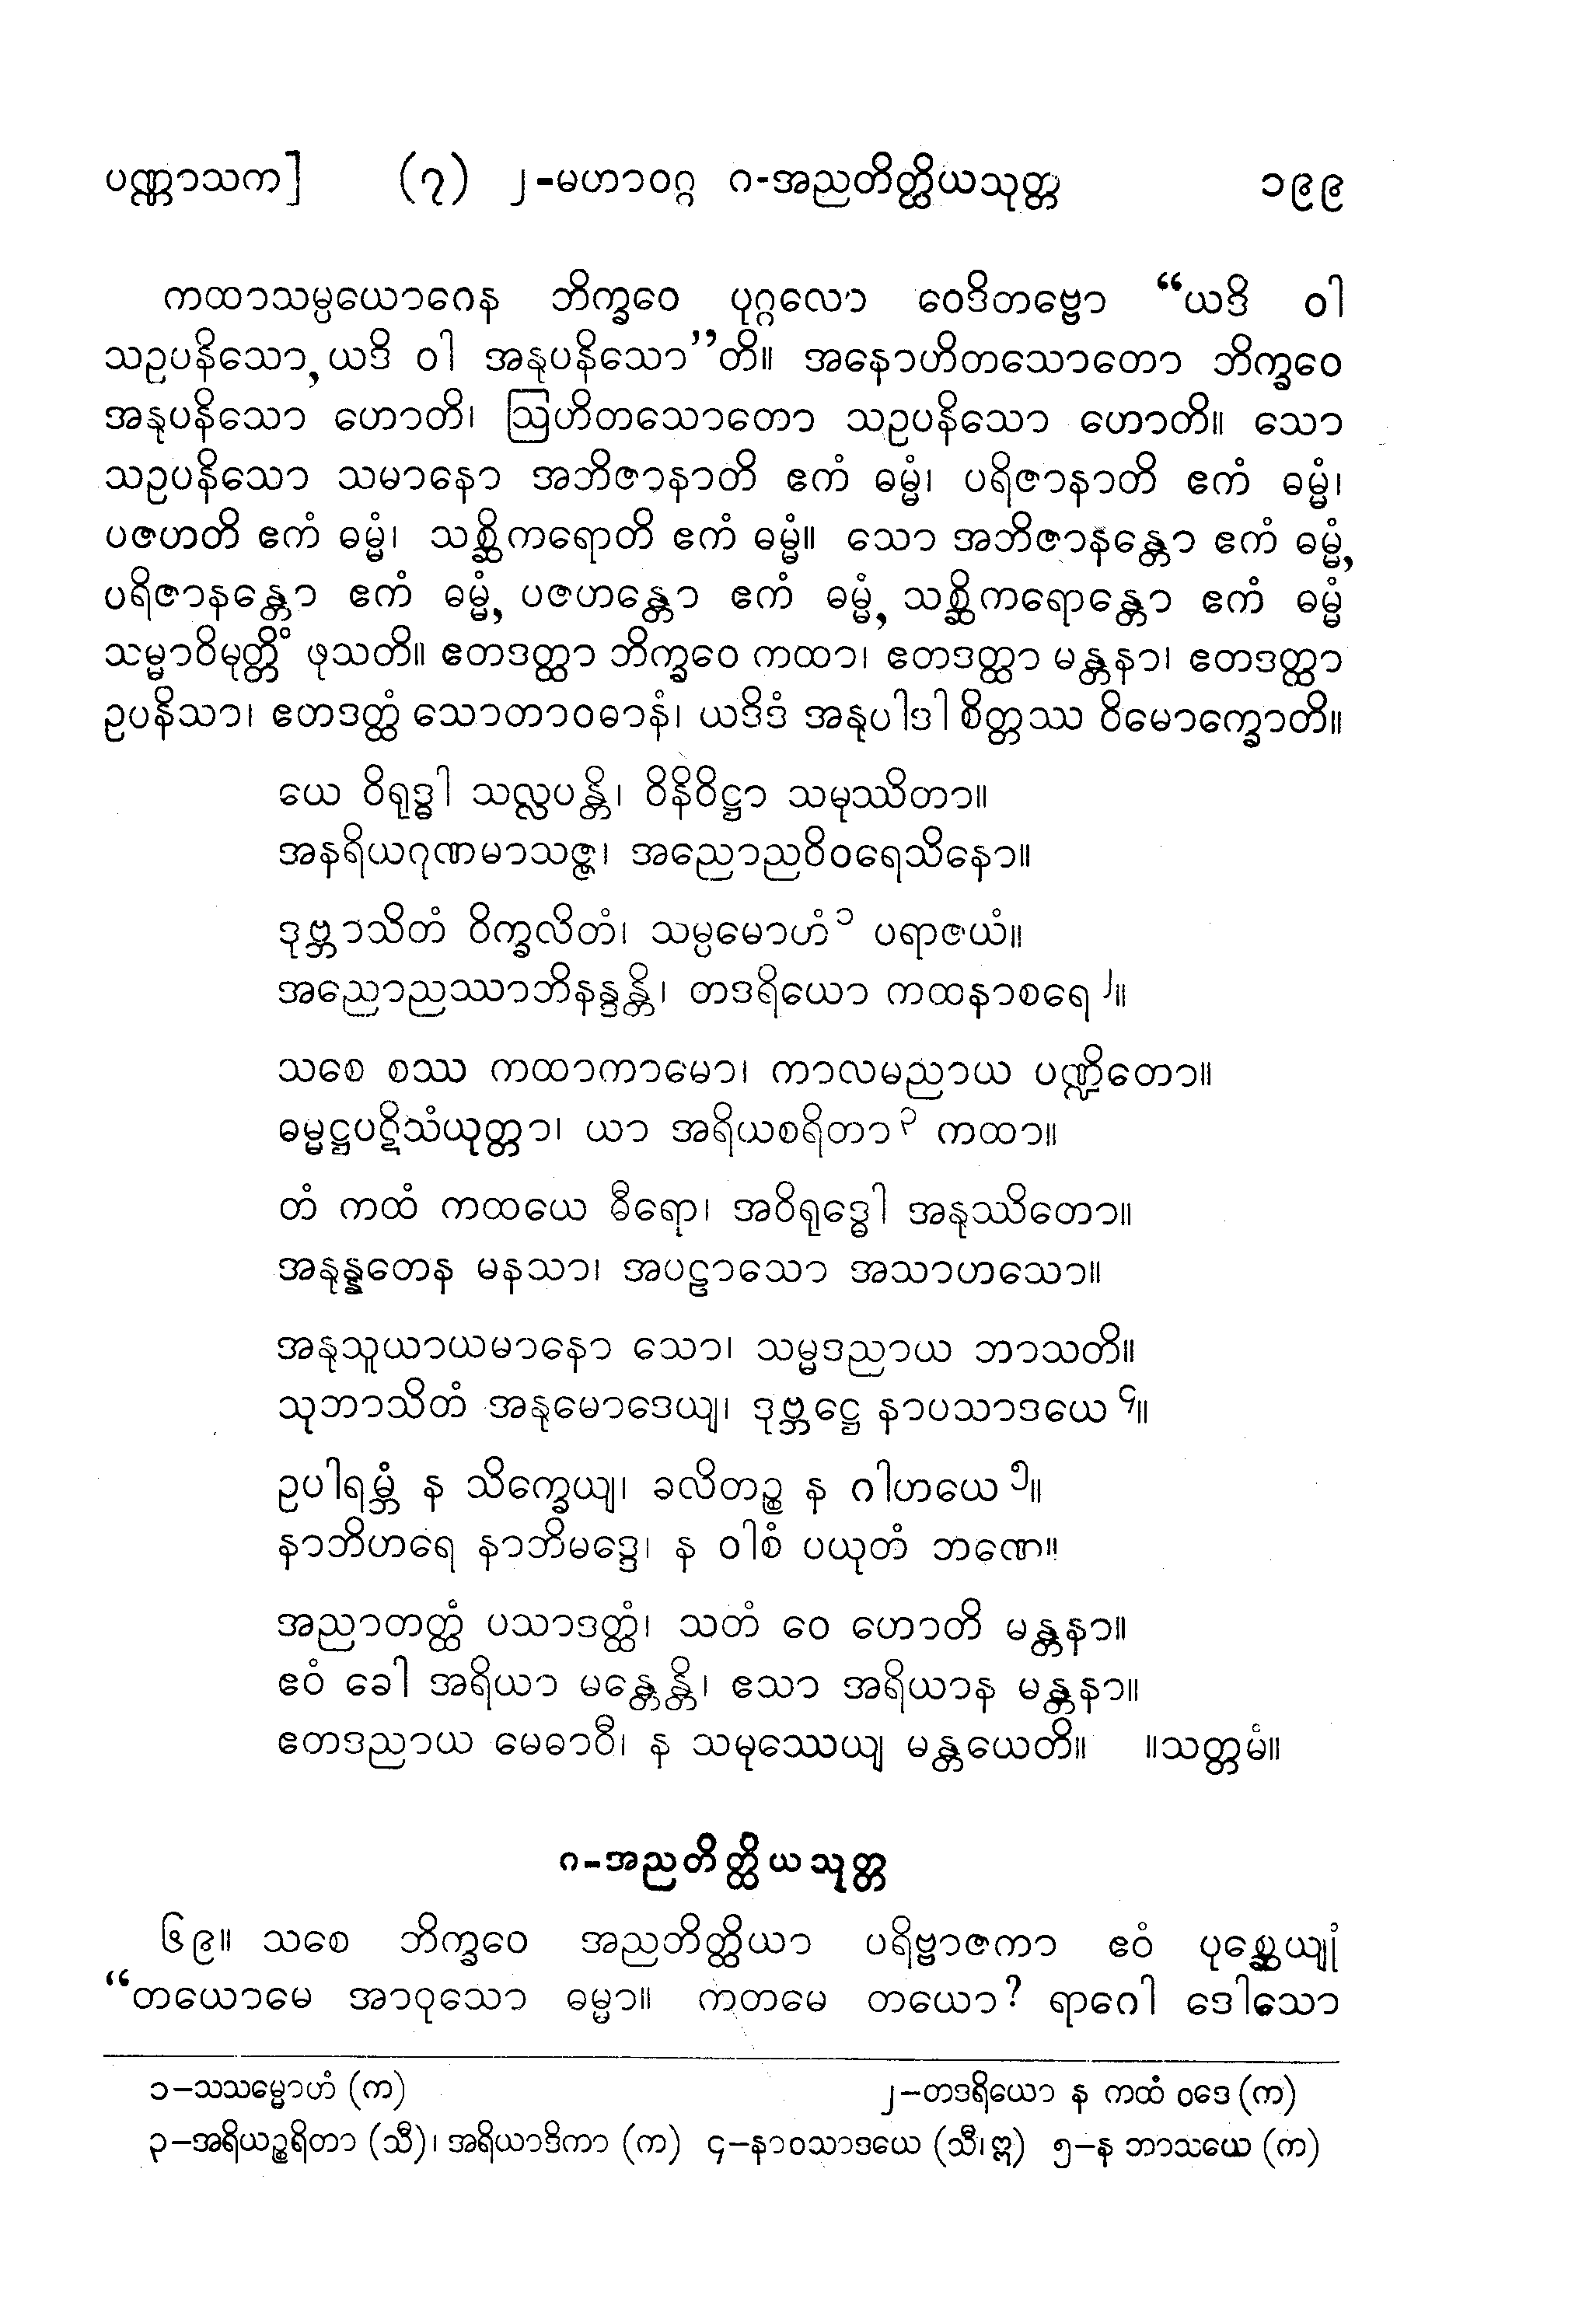 ပဏ္ဏာသက] (၇) ၂-မဟာဝဂ္ဂ ဂ-အညတိတ္ထိယသုတ္တ ၁၉၉
ကထာသမ္ပယောဂေန ဘိက္ခဝေ ပုဂ္ဂလော ဝေဒိတဗ္ဗော “ယဒိ ဝါ
သဥပနိသော, ယဒိ ဝါ အနုပနိသော”တိ။ အနောဟိတသောတော ဘိက္ခဝေ
အနုပနိသော ဟောတိ၊ ဩဟိတသောတော သဥပနိသော ဟောတိ။ သော
သဥပနိသော သမာနော အဘိဇာနာတိ ဧကံ ဓမ္မံ၊ ပရိဇာနာတိ ဧကံ ဓမ္မံ၊
ပဇဟတိ ဧကံ ဓမ္မံ၊ သစ္ဆိကရောတိ ဧကံ ဓမ္မံ။ သော အဘိဇာနန္တော ဧကံ ဓမ္မံ,
ပရိဇာနန္တော ဧကံ ဓမ္မံ, ပဇဟန္တော ဧကံ ဓမ္မံ, သစ္ဆိကရောန္တော ဧကံ ဓမ္မံ
သမ္မာဝိမုတ္တိံ ဖုသတိ။ ဧတဒတ္ထာ ဘိက္ခဝေ ကထာ၊ ဧတဒတ္ထာ မန္တနာ၊ ဧတဒတ္ထာ
ဥပနိသာ၊ ဧတဒတ္ထံ သောတာဝဓာနံ၊ ယဒိဒံ အနုပါဒါ စိတ္တဿ ဝိမောက္ခောတိ။
ယေ ဝိရုဒ္ဓါ သလ္လပန္တိ၊ ဝိနိဝိဋ္ဌာ သမုဿိတာ။
အနရိယဂုဏမာသဇ္ဇ၊ အညောညဝိဝရေသိနော။
ဒုဗ္ဘာသိတံ ဝိက္ခလိတံ၊ သမ္ပမောဟံ၁ ပရာဇယံ။
အညောညဿာဘိနန္ဒန္တိ၊ တဒရိယော ကထနာစရေ၂။
သစေ စဿ ကထာကာမော၊ ကာလမညာယ ပဏ္ဍိတော။
ဓမ္မဋ္ဌပဋိသံယုတ္တာ၊ ယာ အရိယစရိတာ၃ ကထာ။
တံ ကထံ ကထယေ ဓီရော၊ အဝိရုဒ္ဓေါ အနုဿိတော။
အနုန္နတေန မနသာ၊ အပဠာသော အသာဟသော။
အနုသူယာယမာနော သော၊ သမ္မဒညာယ ဘာသတိ။
သုဘာသိတံ အနုမောဒေယျ၊ ဒုဗ္ဘဋ္ဌေ နာပသာဒယေ၄။
ဥပါရမ္ဘံ န သိက္ခေယျ၊ ခလိတဉ္စ န ဂါဟယေ၅။
နာဘိဟရေ နာဘိမဒ္ဒေ၊ န ဝါစံ ပယုတံ ဘဏေ။
အညာတတ္ထံ ပသာဒတ္ထံ၊ သတံ ဝေ ဟောတိ မန္တနာ။
ဧဝံ ခေါ အရိယာ မန္တေန္တိ၊ ဧသာ အရိယာန မန္တနာ။
ဧတဒညာယ မေဓာဝီ၊ န သမုဿေယျ မန္တယေတိ။ ။သတ္တမံ။
ဂ-အညတိတ္ထိယသုတ္တ
၆၉။ သစေ ဘိက္ခဝေ အညဘိတ္ထိယာ ပရိဗ္ဗာဇကာ ဧဝံ ပုစ္ဆေယျုံ
“တယောမေ အာဝုသော ဓမ္မာ။ ကတမေ တယော? ရာဂေါ ဒေါသော
၁–သသမ္မောဟံ (က) ၂–တဒရိယော န ကထံ ဝဒေ (က)
၃–အရိယဉ္စရိတာ (သီ)၊ အရိယာဒိကာ (က) ၄–နာဝသာဒယေ (သီ၊ဣ) ၅–န ဘာသယေ (က)